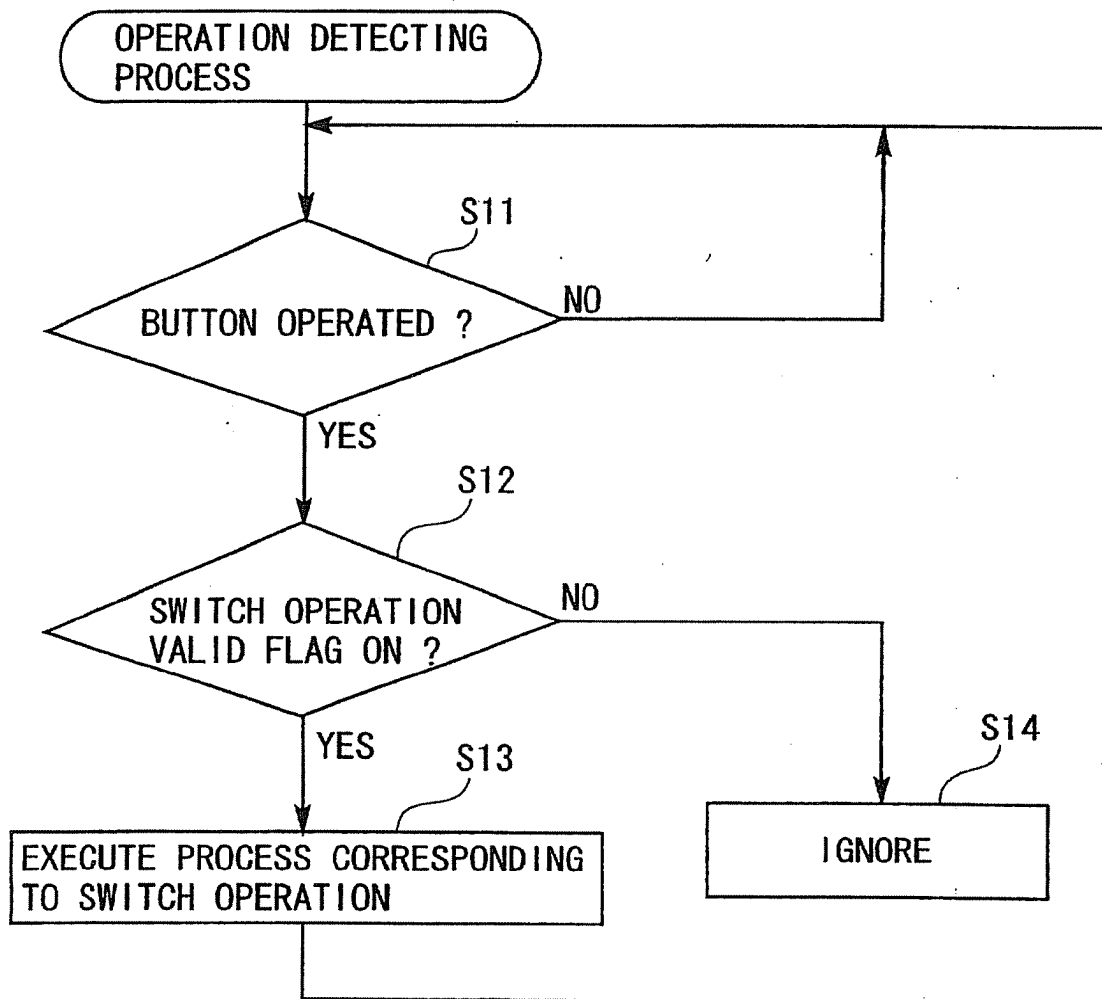 OPERATION DETECTING
PROCESS
S11
BUTTON OPERATED ?
NO
YES
S12
SWITCH OPERATION
VALID FLAG ON ?
NO
YES
S13
S14
EXECUTE PROCESS CORRESPONDING
TO SWITCH OPERATION
IGNORE